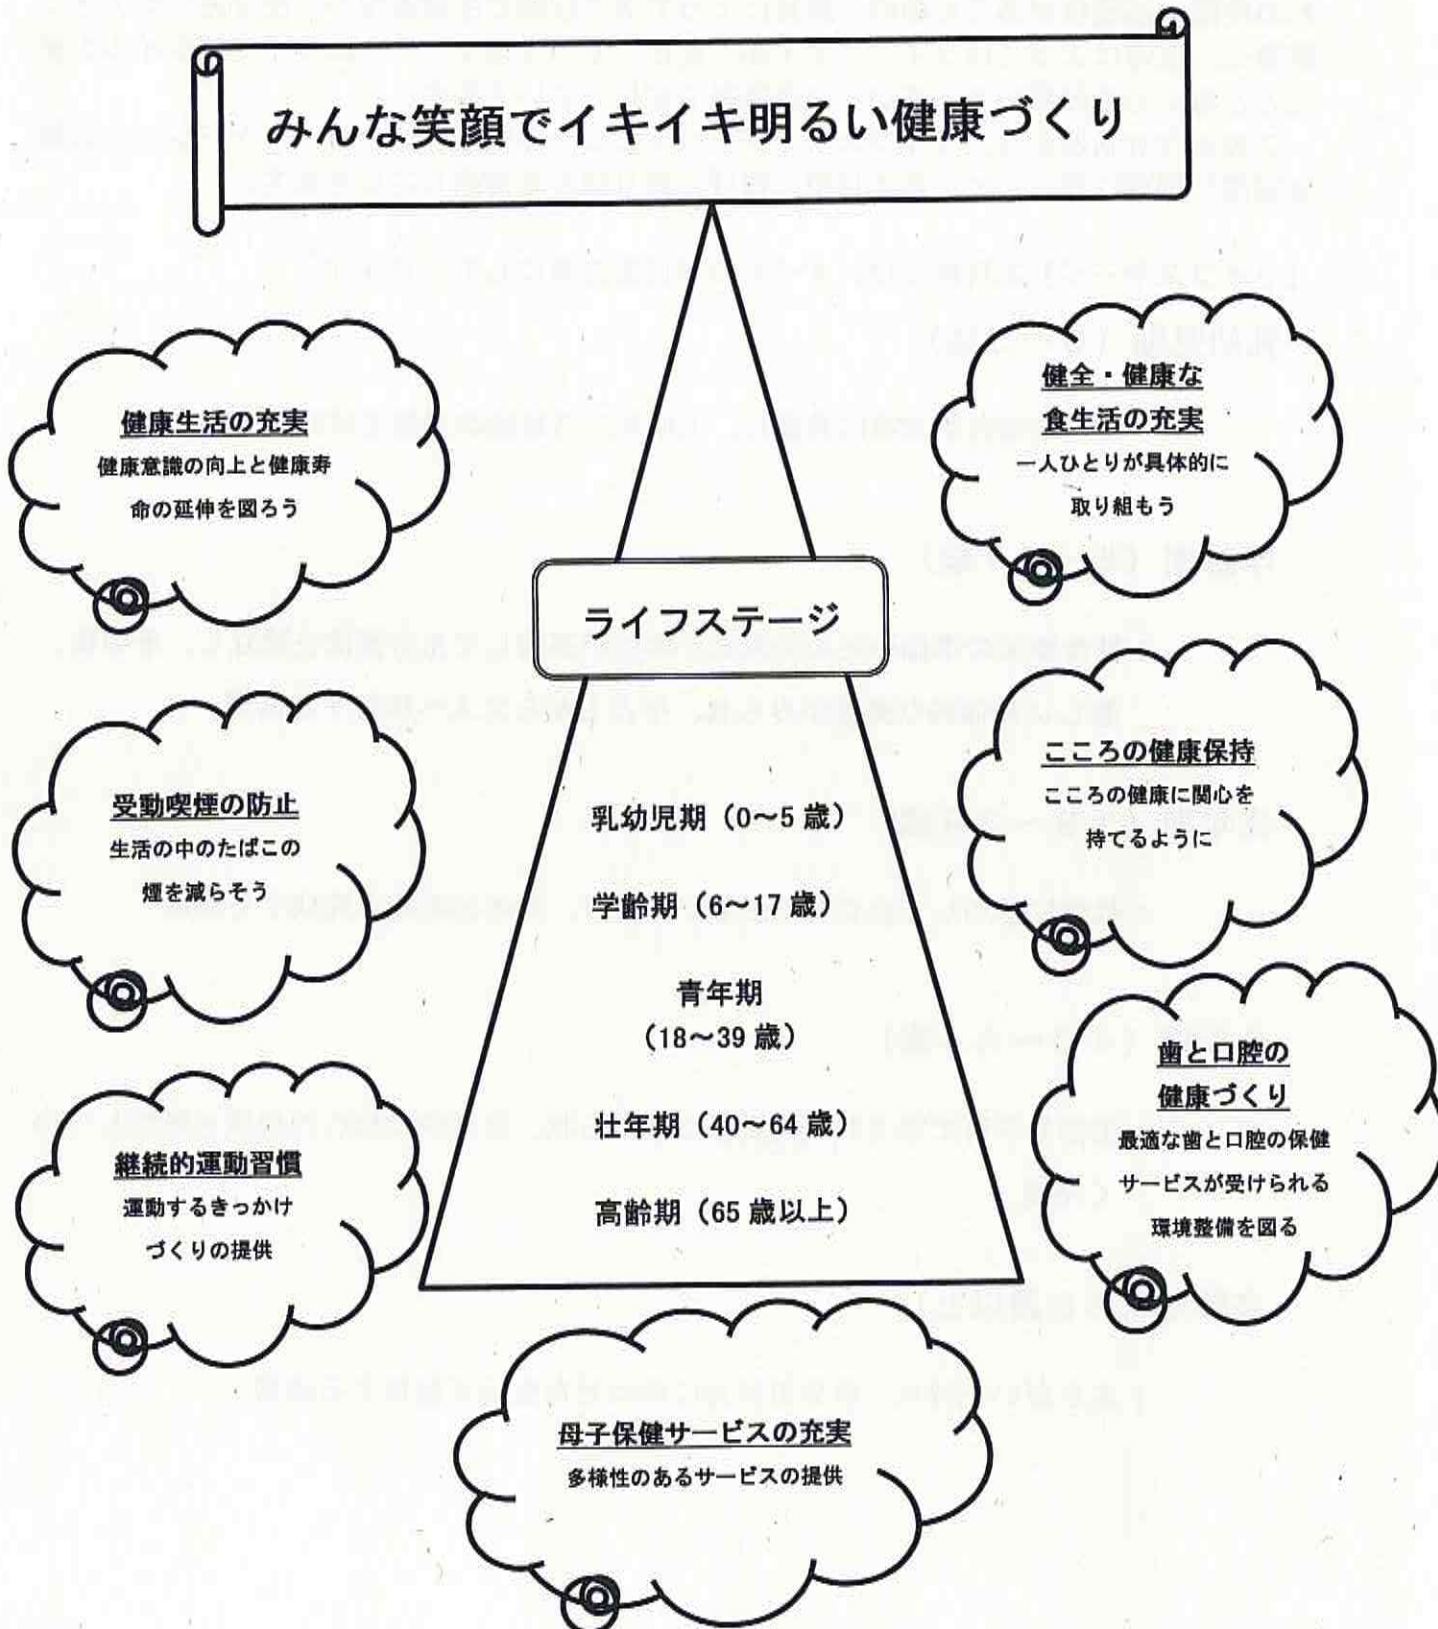 みんな笑顔でイキイキ明るい健康づくり
健康生活の充実
健康意識の向上と健康寿
命の延伸を図ろう
健全・健康な
食生活の充実
一人ひとりが具体的に
取り組もう
ライフステージ
受動喫煙の防止
生活の中のたばこの
煙を減らそう
こころの健康保持
こころの健康に関心を
持てるように
乳幼児期（0～5歳）
学齢期（6～17歳）
青年期
（18～39歳）
壮年期（40～64歳）
高齢期（65歳以上）
継続的運動習慣
運動するきっかけ
づくりの提供
歯と口腔の
健康づくり
最適な歯と口腔の保健
サービスが受けられる
環境整備を図る
母子保健サービスの充実
多様性のあるサービスの提供